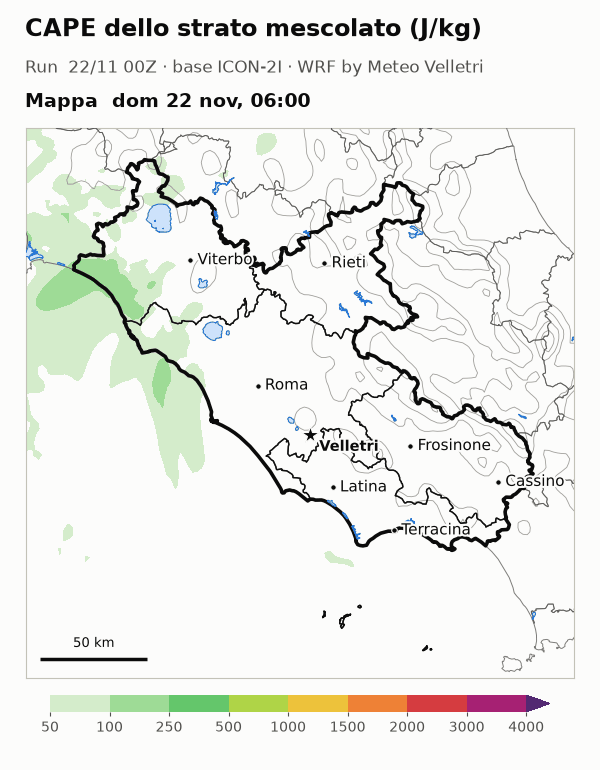 CAPE dello strato mescolato (J/kg)
Run  22/11 00Z · base ICON-2I · WRF by Meteo Velletri
Mappa  dom 22 nov, 06:00
Viterbo
Rieti
Roma
Velletri
Frosinone
Cassino
Latina
Terracina
50 km
50 100 250 500 1000 1500 2000 3000 4000